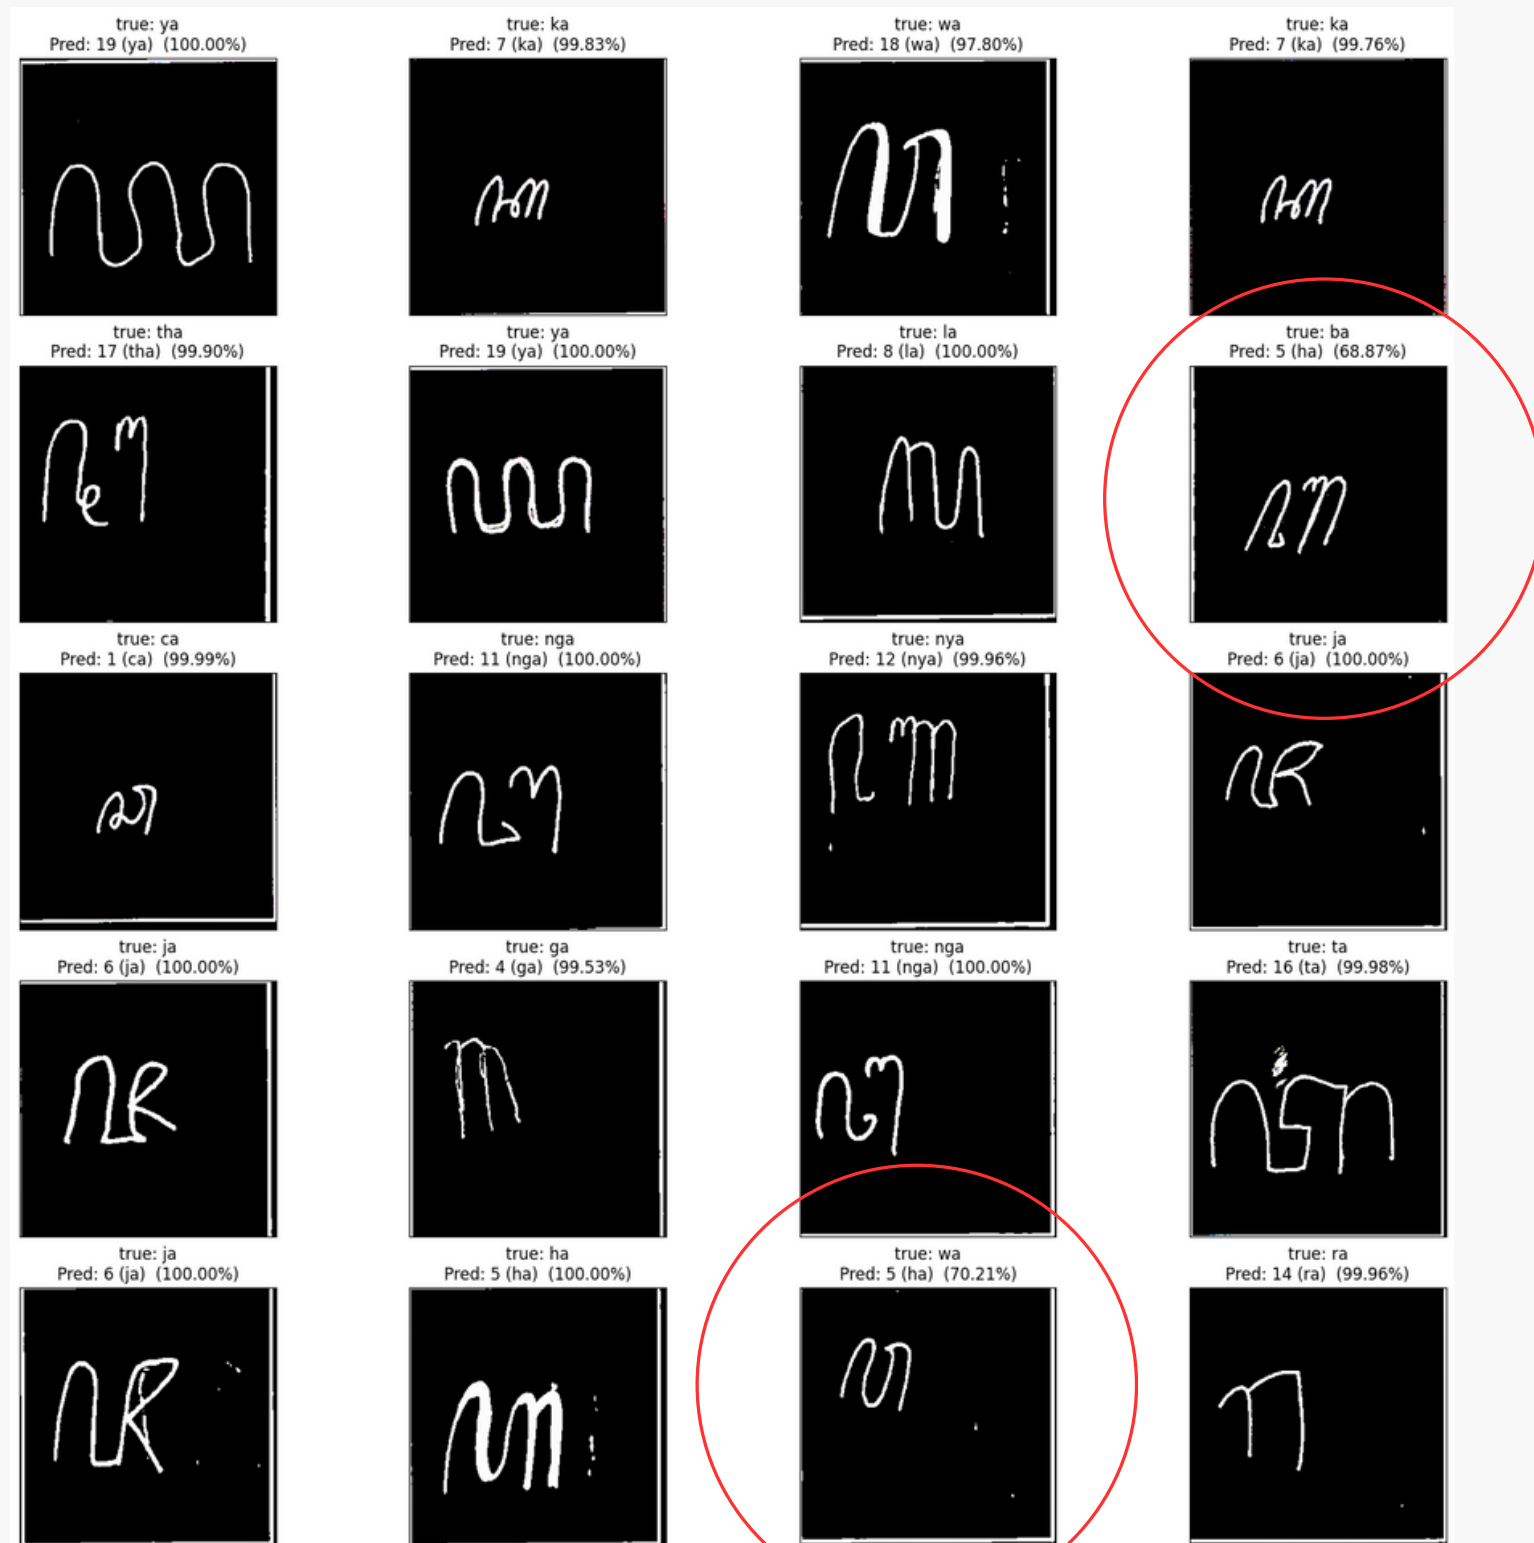 true: ya true: ka true: wa true: ka
Pred: 19 (ya) (100.00%) Pred: 7 (ka) (99.83%) Pred: 18 (wa) (97.80%) Pred: 7 (ka) (99.76%)
ꦪ ꦏ ꦮ ꦏ
true: tha true: ya true: la true: ba
Pred: 17 (tha) (99.90%) Pred: 19 (ya) (100.00%) Pred: 8 (la) (100.00%) Pred: 5 (ha) (68.87%)
ꦛ ꦪ ꦭ ꦧ
true: ca true: nga true: nya true: ja
Pred: 1 (ca) (99.99%) Pred: 11 (nga) (100.00%) Pred: 12 (nya) (99.96%) Pred: 6 (ja) (100.00%)
ꦕ ꦔ ꦚ ꦗ
true: ja true: ga true: nga true: ta
Pred: 6 (ja) (100.00%) Pred: 4 (ga) (99.53%) Pred: 11 (nga) (100.00%) Pred: 16 (ta) (99.98%)
ꦗ ꦒ ꦔ ꦠ
true: ja true: ha true: wa true: ra
Pred: 6 (ja) (100.00%) Pred: 5 (ha) (100.00%) Pred: 5 (ha) (70.21%) Pred: 14 (ra) (99.96%)
ꦗ ꦲ ꦮ ꦫ